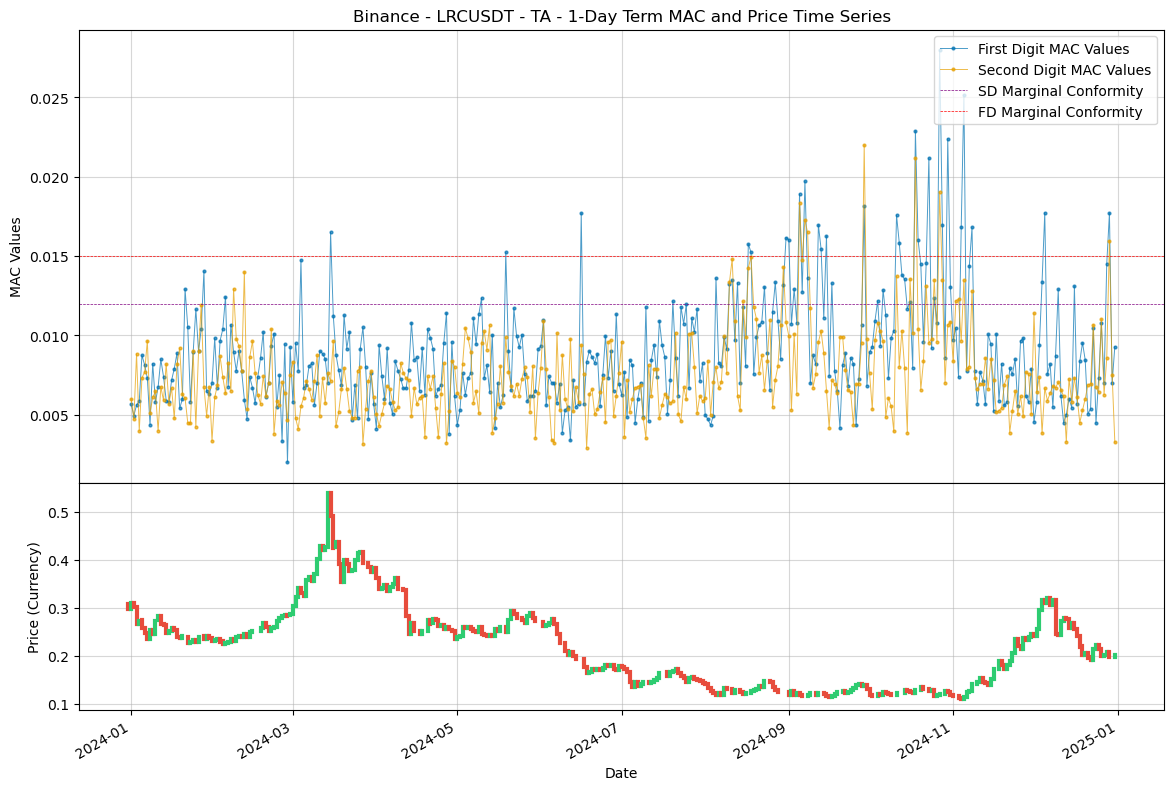 Binance - LRCUSDT - TA - 1-Day Term MAC and Price Time Series
First Digit MAC Values
Second Digit MAC Values
SD Marginal Conformity
FD Marginal Conformity
MAC Values
0.025
0.020
0.015
0.010
0.005
Price (Currency)
0.5
0.4
0.3
0.2
0.1
2024-01
2024-03
2024-05
2024-07
2024-09
2024-11
2025-01
Date